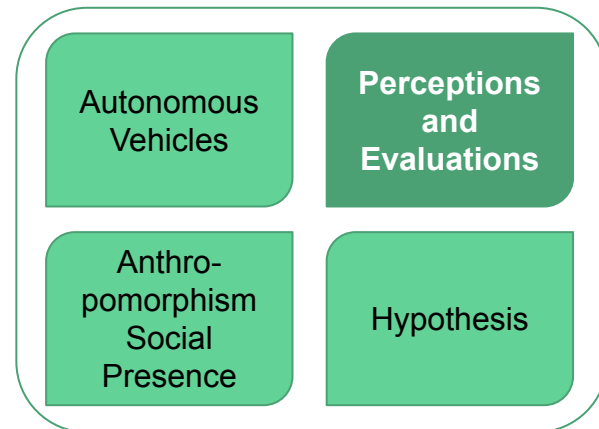 Autonomous
Vehicles
Perceptions
and
Evaluations
Anthro-
pomorphism
Social
Presence
Hypothesis